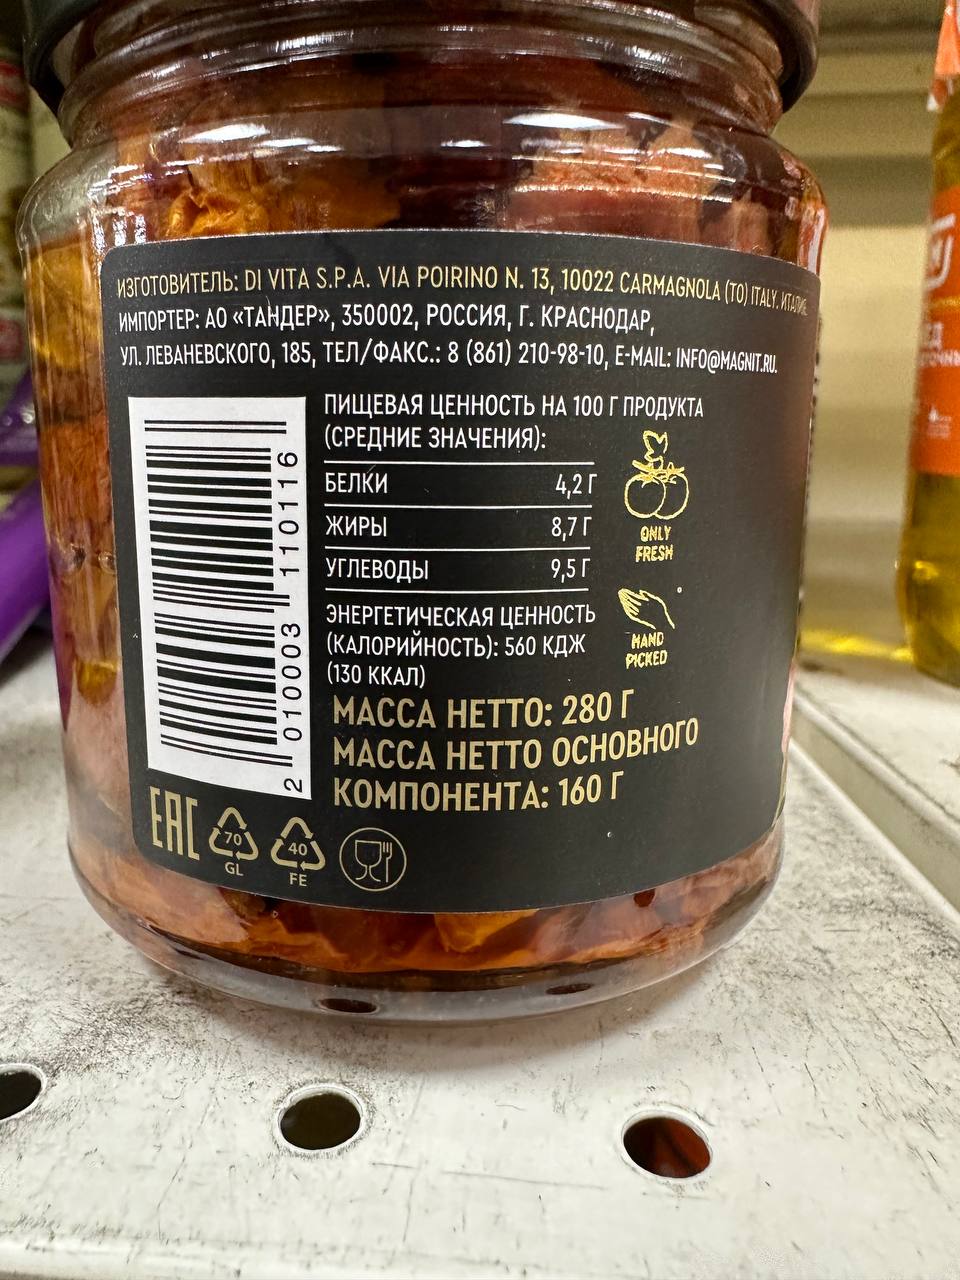 ИЗГОТОВИТЕЛЬ: DI VITA S.P.A. VIA POIRINO N. 13, 10022 CARMAGNOLA (TO) ITALY. ИТАЛИЯ.
ИМПОРТЕР: АО «ТАНДЕР», 350002, РОССИЯ, Г. КРАСНОДАР,
УЛ. ЛЕВАНЕВСКОГО, 185, ТЕЛ/ФАКС.: 8 (861) 210-98-10, E-MAIL: INFO@MAGNIT.RU.
ПИЩЕВАЯ ЦЕННОСТЬ НА 100 Г ПРОДУКТА
(СРЕДНИЕ ЗНАЧЕНИЯ):
БЕЛКИ 4,2 Г
ЖИРЫ 8,7 Г
УГЛЕВОДЫ 9,5 Г
ЭНЕРГЕТИЧЕСКАЯ ЦЕННОСТЬ
(КАЛОРИЙНОСТЬ): 560 КДЖ
(130 ККАЛ)
МАССА НЕТТО: 280 Г
МАССА НЕТТО ОСНОВНОГО
КОМПОНЕНТА: 160 Г
ONLY
FRESH
HAND
PICKED
2 010003 110116
EAC
70
GL
40
FE